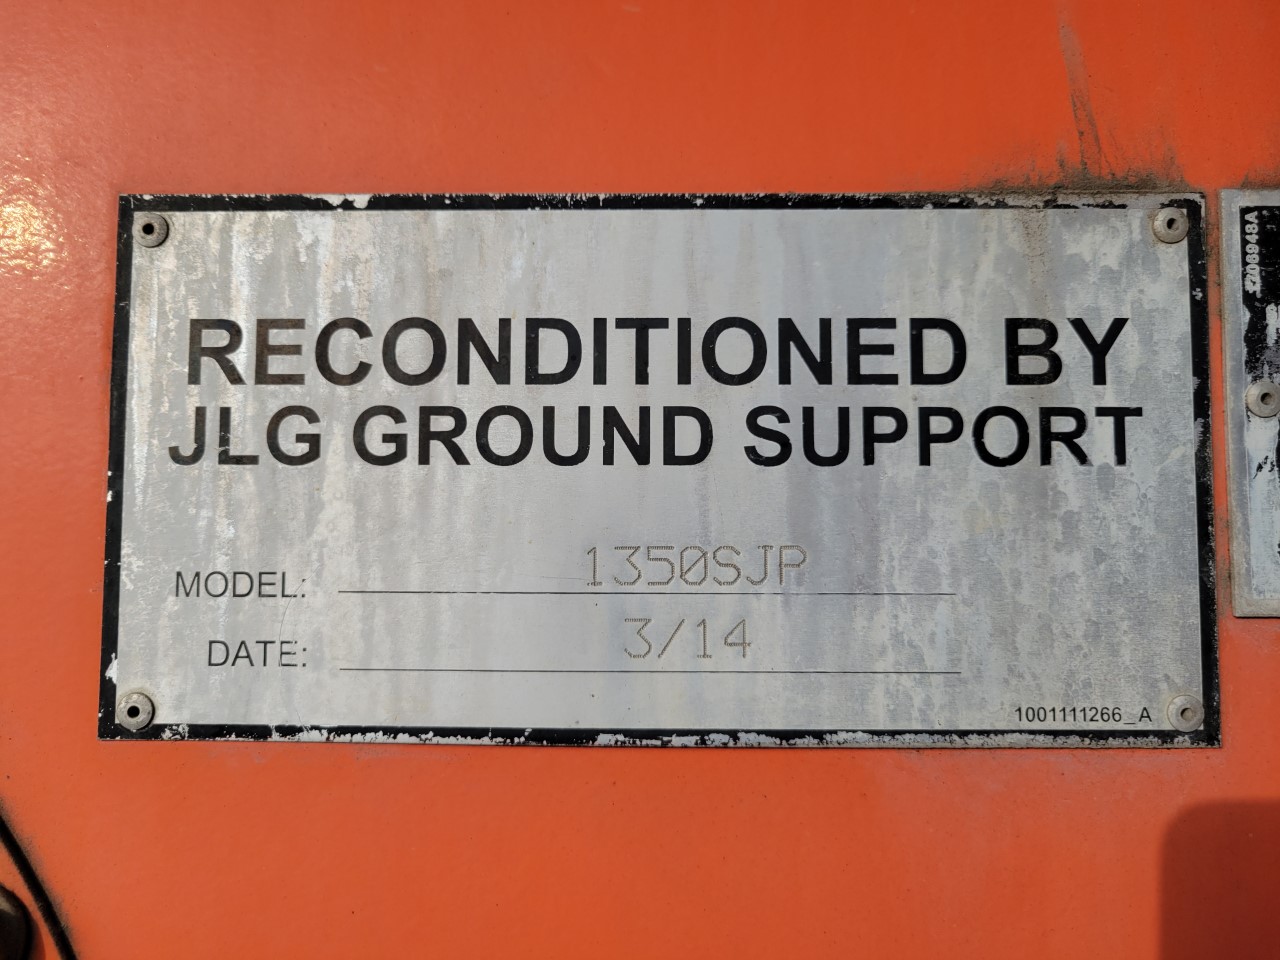 RECONDITIONED BY
JLG GROUND SUPPORT
MODEL: 1350SJP
DATE: 3/14
1001111266_A